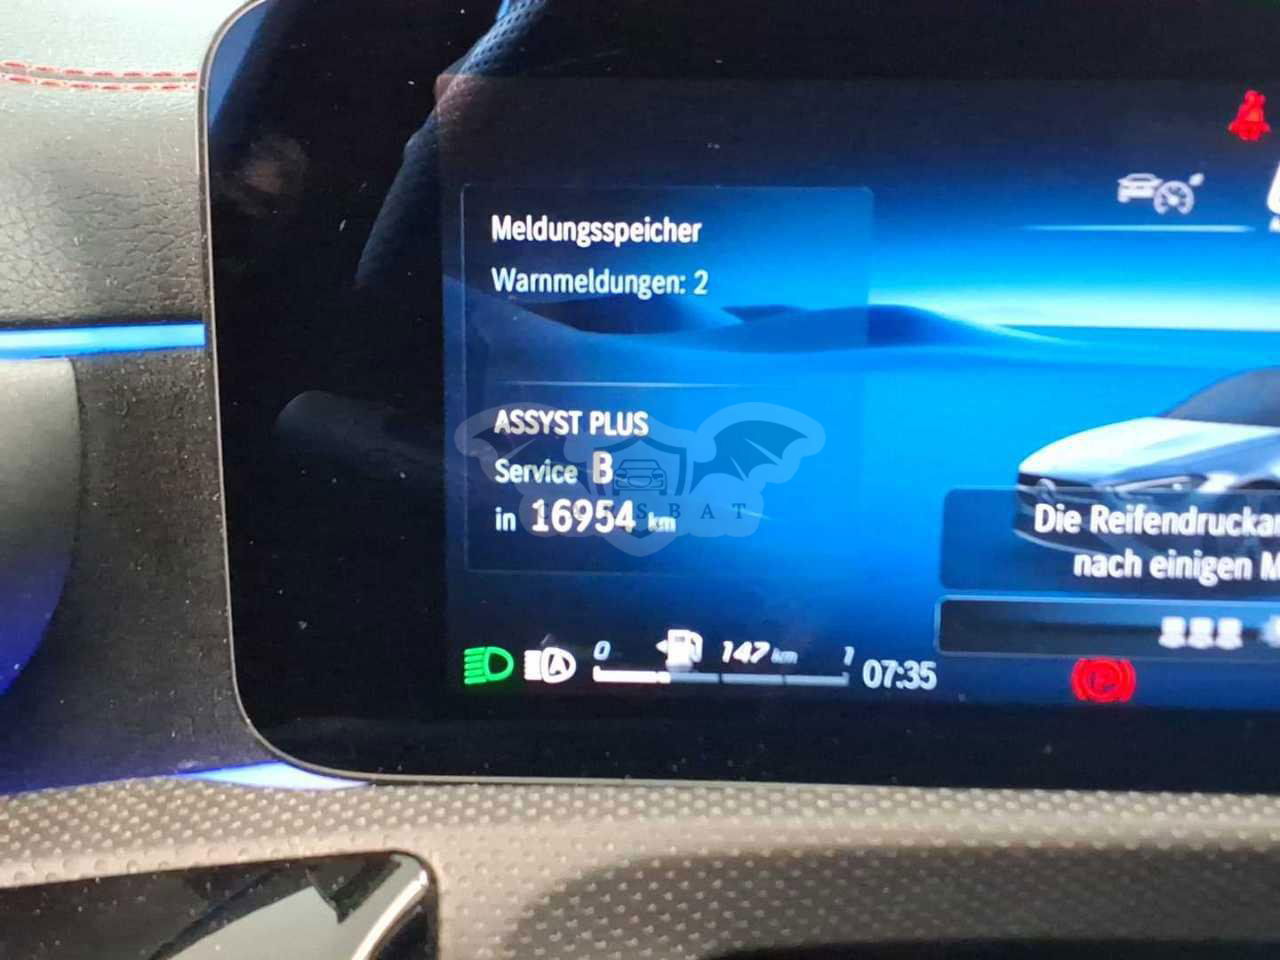 Meldungsspeicher
Warnmeldungen: 2
ASSYST PLUS
Service B
in 16954 km
Die Reifendruckan
nach einigen M
0 147 km 1 07:35